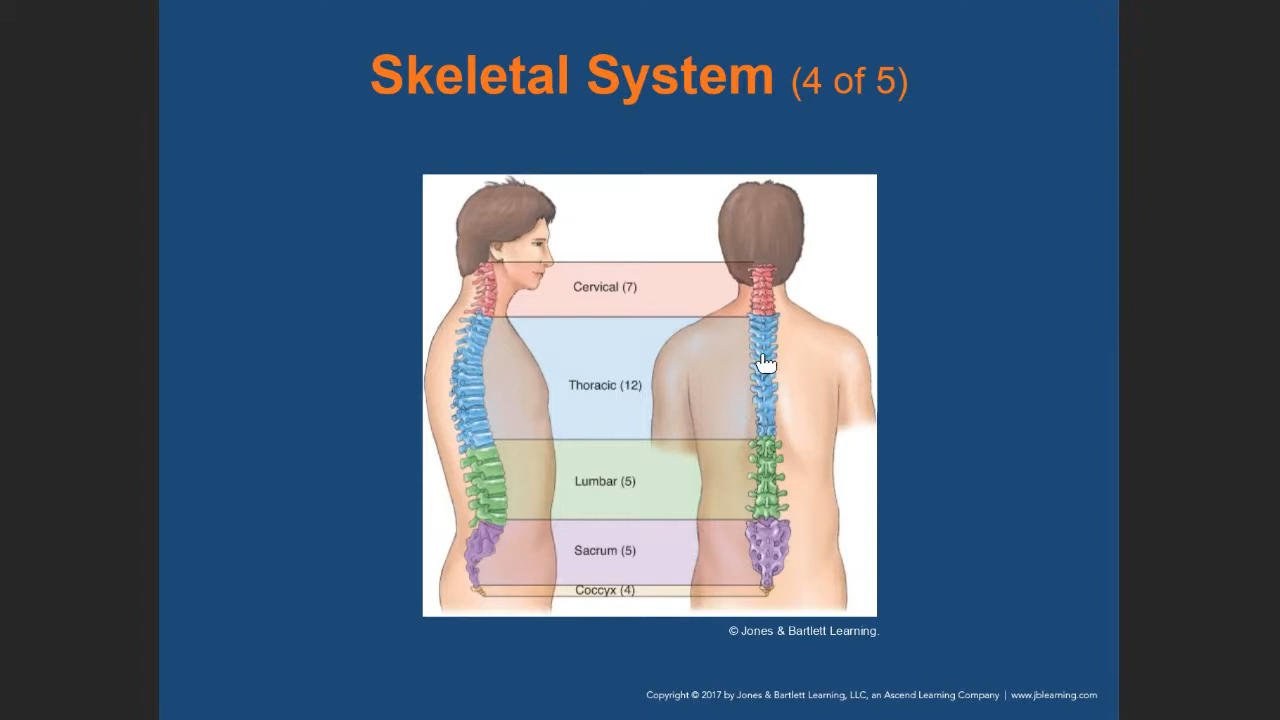 Skeletal System (4 of 5)
Cervical (7)
Thoracic (12)
Lumbar (5)
Sacrum (5)
Coccyx (4)
© Jones & Bartlett Learning.
Copyright © 2017 by Jones & Bartlett Learning, LLC, an Ascend Learning Company | www.jblearning.com